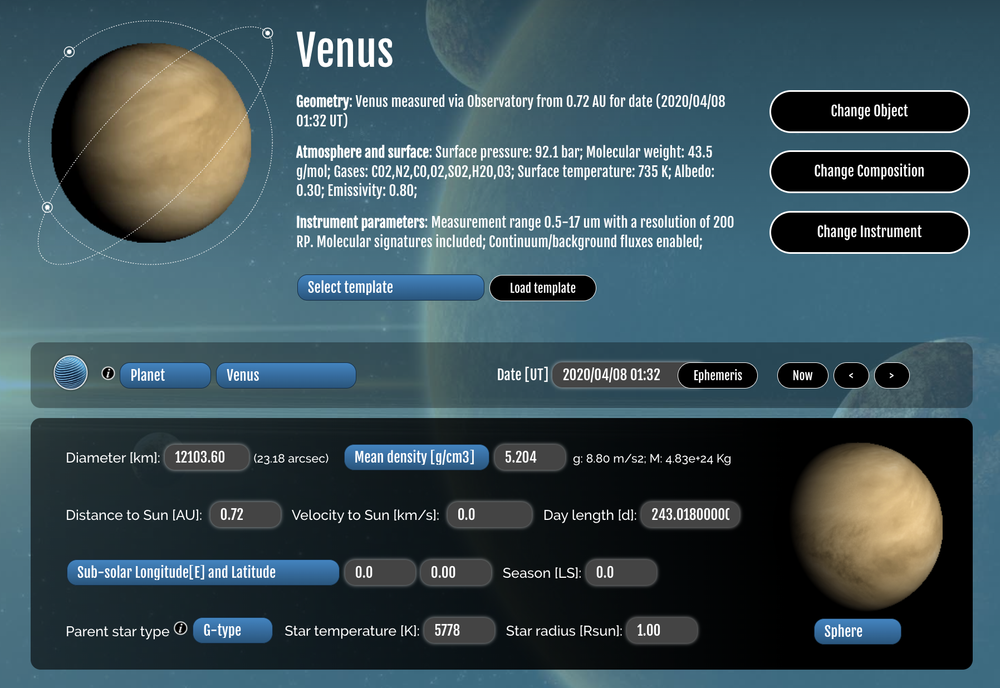 Venus
Geometry: Venus measured via Observatory from 0.72 AU for date (2020/04/08
01:32 UT)
Atmosphere and surface: Surface pressure: 92.1 bar; Molecular weight: 43.5
g/mol; Gases: CO2,N2,CO,O2,SO2,H2O,O3; Surface temperature: 735 K; Albedo:
0.30; Emissivity: 0.80;
Instrument parameters: Measurement range 0.5-17 um with a resolution of 200
RP. Molecular signatures included; Continuum/background fluxes enabled;
Change Object
Change Composition
Change Instrument
Select template Load template
i Planet Venus Date [UT] 2020/04/08 01:32 Ephemeris Now < >
Diameter [km]: 12103.60 (23.18 arcsec) Mean density [g/cm3] 5.204 g: 8.80 m/s2; M: 4.83e+24 Kg
Distance to Sun [AU]: 0.72 Velocity to Sun [km/s]: 0.0 Day length [d]: 243.01800000
Sub-solar Longitude[E] and Latitude 0.0 0.00 Season [LS]: 0.0
Parent star type i G-type Star temperature [K]: 5778 Star radius [Rsun]: 1.00
Sphere